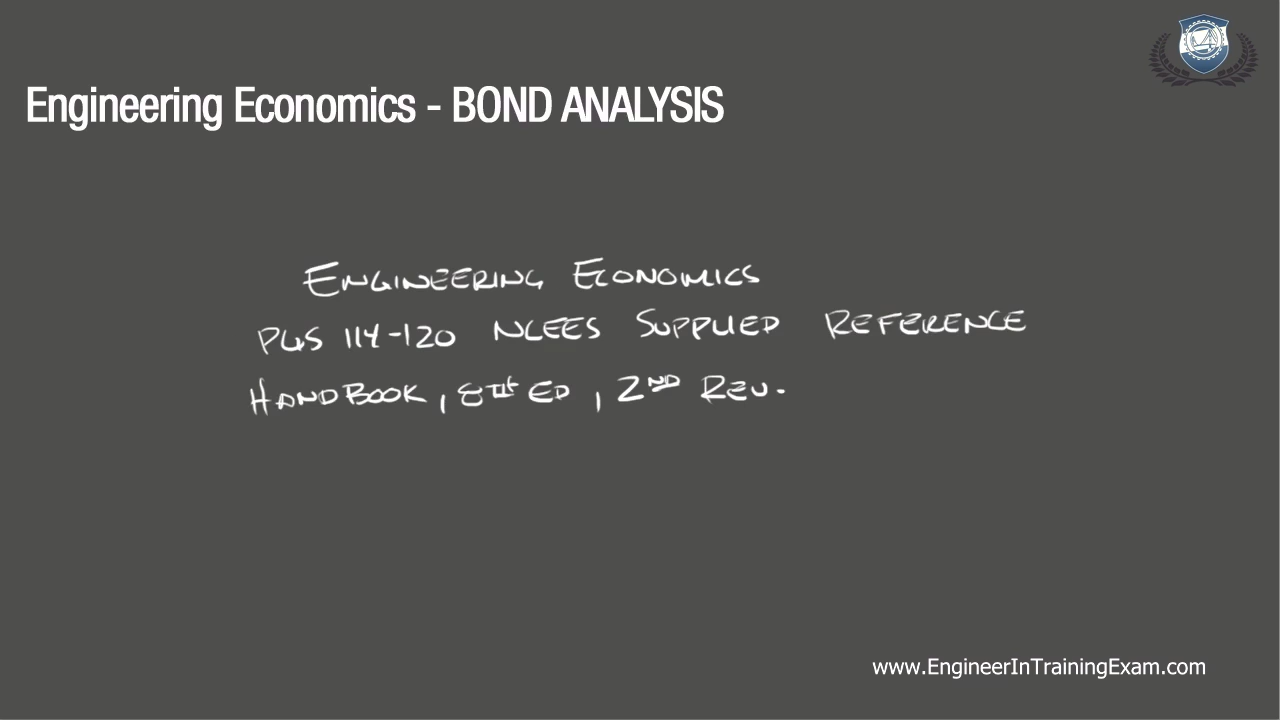 Engineering Economics - BOND ANALYSIS
ENGINEERING ECONOMICS
PGS 114-120 NCEES SUPPLIED REFERENCE
HANDBOOK, 8TH ED, 2ND REV.
www.EngineerInTrainingExam.com